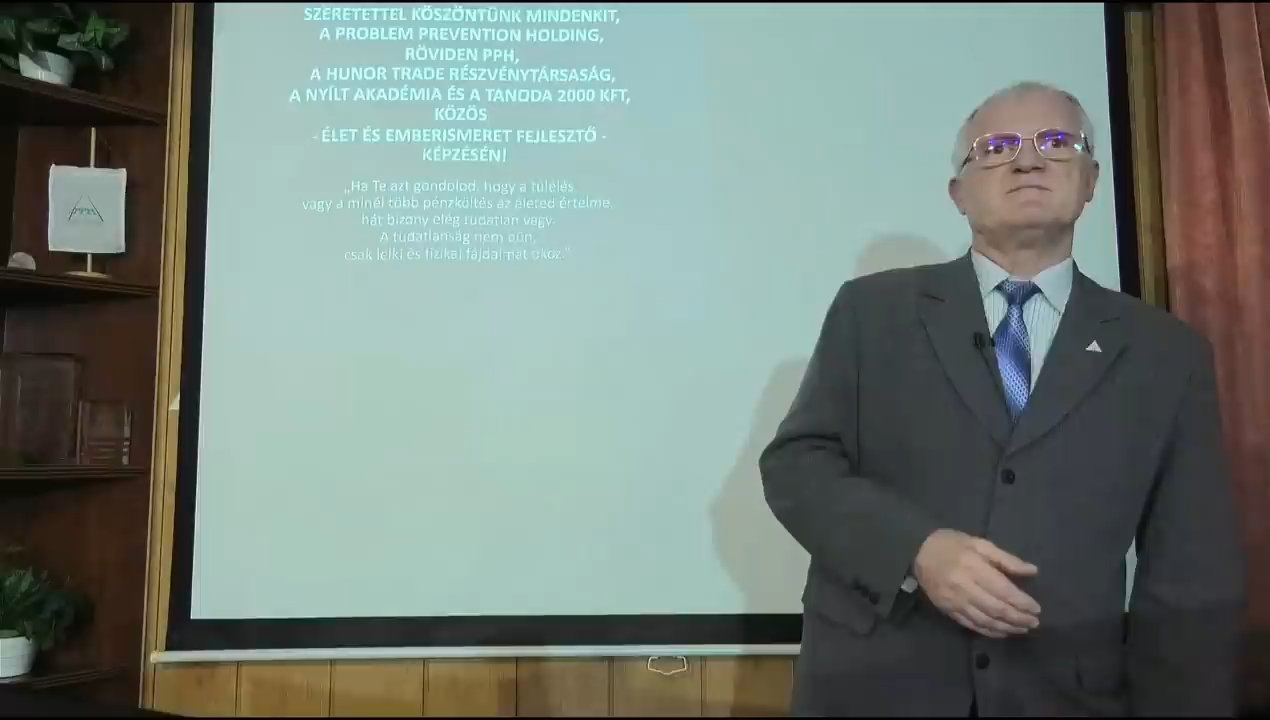 SZERETETTEL KÖSZÖNTÜNK MINDENKIT,
A PROBLEM PREVENTION HOLDING,
RÖVIDEN PPH,
A HUNOR TRADE RÉSZVÉNYTÁRSASÁG,
A NYÍLT AKADÉMIA ÉS A TANODA 2000 KFT,
KÖZÖS
- ÉLET ÉS EMBERISMERET FEJLESZTŐ -
KÉPZÉSÉN!
„Ha Te azt gondolod, hogy a túlélés
vagy a minél több pénzköltés az életed értelme,
hát bizony elég tudatlan vagy.
A tudatlanság nem bűn,
csak lelki és fizikai fájdalmat okoz."